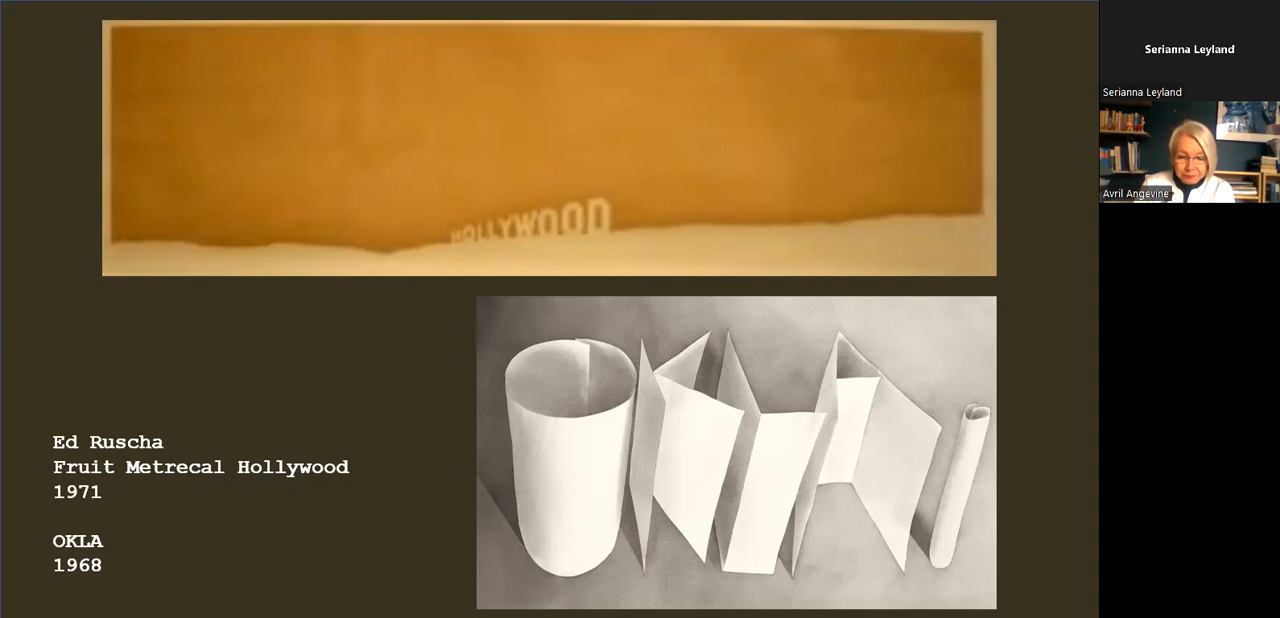 HOLLYWOOD
Ed Ruscha
Fruit Metrecal Hollywood
1971
OKLA
1968
Serianna Leyland
Serianna Leyland
Avril Angevine